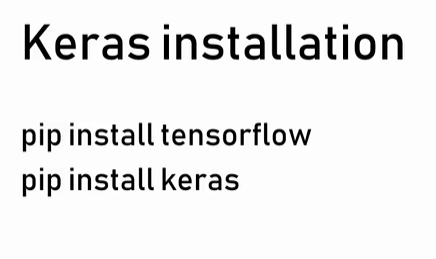 Keras installation
pip install tensorflow
pip install keras